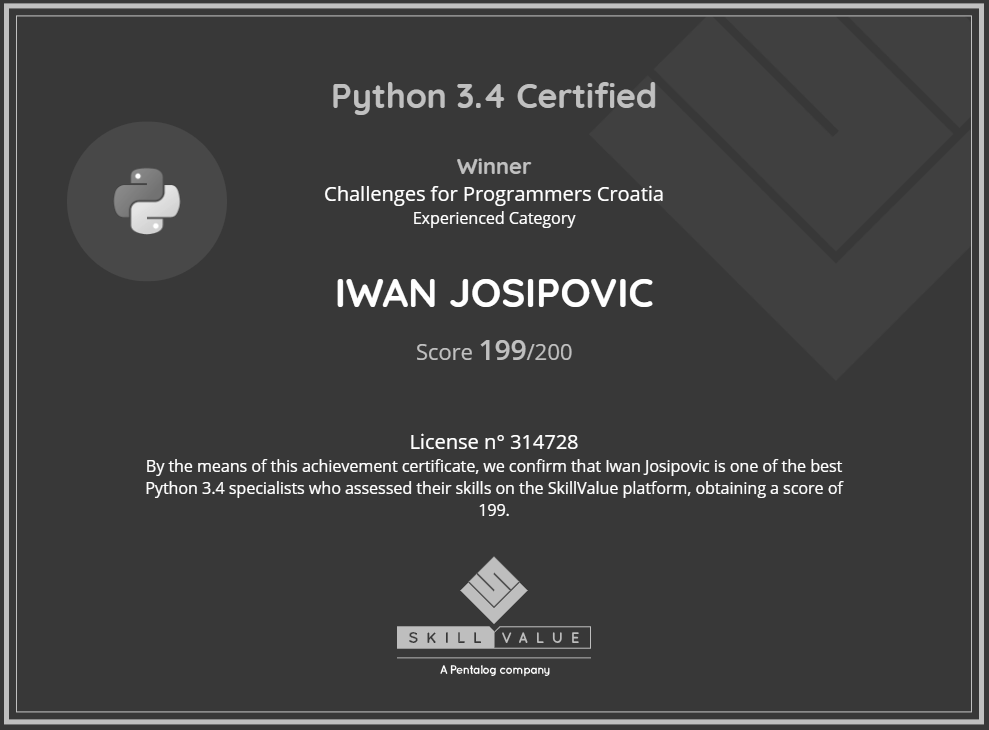 Python 3.4 Certified
Winner
Challenges for Programmers Croatia
Experienced Category
IWAN JOSIPOVIC
Score 199/200
License n° 314728
By the means of this achievement certificate, we confirm that Iwan Josipovic is one of the best
Python 3.4 specialists who assessed their skills on the SkillValue platform, obtaining a score of
199.
SKILL VALUE
A Pentalog company